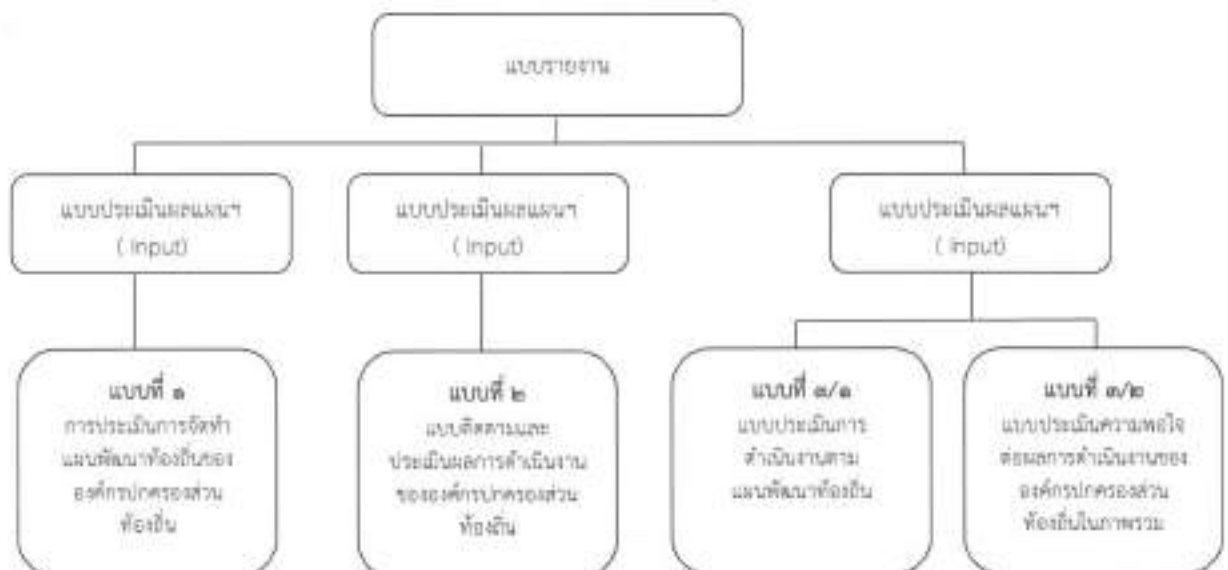 แบบรายงาน
แบบประเมินผลแผนฯ
( Input)
แบบประเมินผลแผนฯ
( Input)
แบบประเมินผลแผนฯ
( Input)
แบบที่ ๑
การประเมินการจัดทำ
แผนพัฒนาท้องถิ่นของ
องค์กรปกครองส่วน
ท้องถิ่น
แบบที่ ๒
แบบติดตามและ
ประเมินผลการดำเนินงาน
ขององค์กรปกครองส่วน
ท้องถิ่น
แบบที่ ๓/๑
แบบประเมินการ
ดำเนินงานตาม
แผนพัฒนาท้องถิ่น
แบบที่ ๓/๒
แบบประเมินความพอใจ
ต่อผลการดำเนินงานของ
องค์กรปกครองส่วน
ท้องถิ่นในภาพรวม